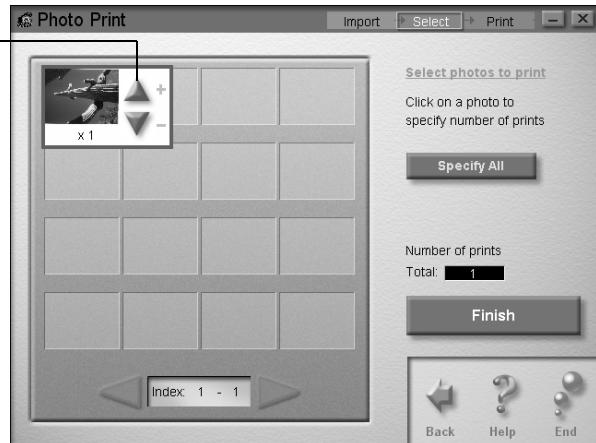 Photo Print
Import Select Print
Select photos to print
Click on a photo to
specify number of prints
x 1
+
-
Specify All
Number of prints
Total: 1
Finish
Index: 1 - 1
Back Help End